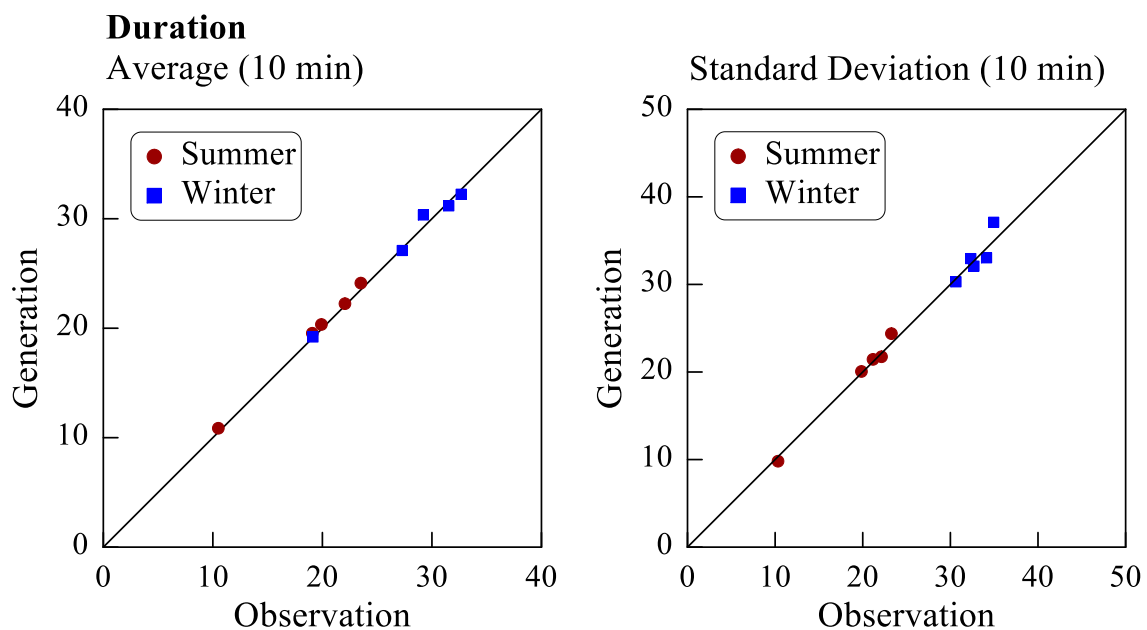 Duration
Average (10 min)
40
30
20
10
0
0 10 20 30 40
Generation
Observation
Summer
Winter
Standard Deviation (10 min)
50
40
30
20
10
0
0 10 20 30 40 50
Generation
Observation
Summer
Winter